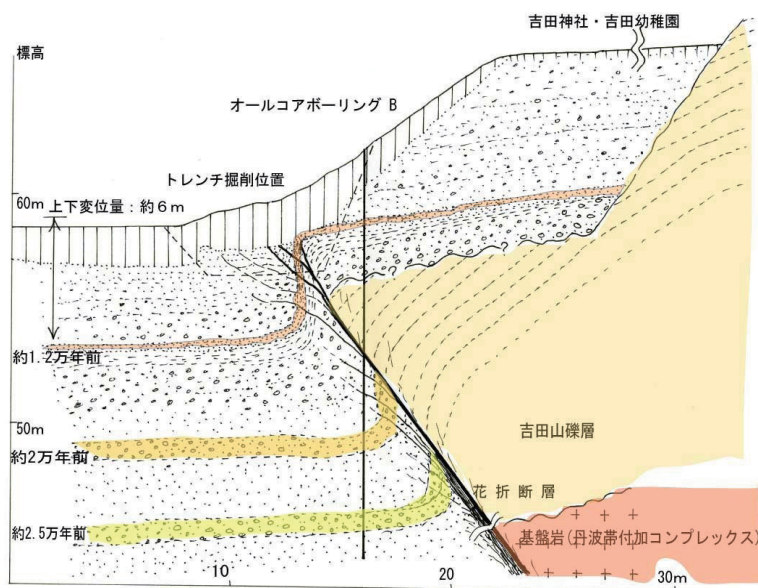 吉田神社・吉田幼稚園
標高
オールコアボーリング B
トレンチ掘削位置
60m
上下変位量:約6m
約1.2万年前
50m
吉田山礫層
約2万年前
花折断層
約2.5万年前
基盤岩(丹波帯付加コンプレックス)
10
20
30m